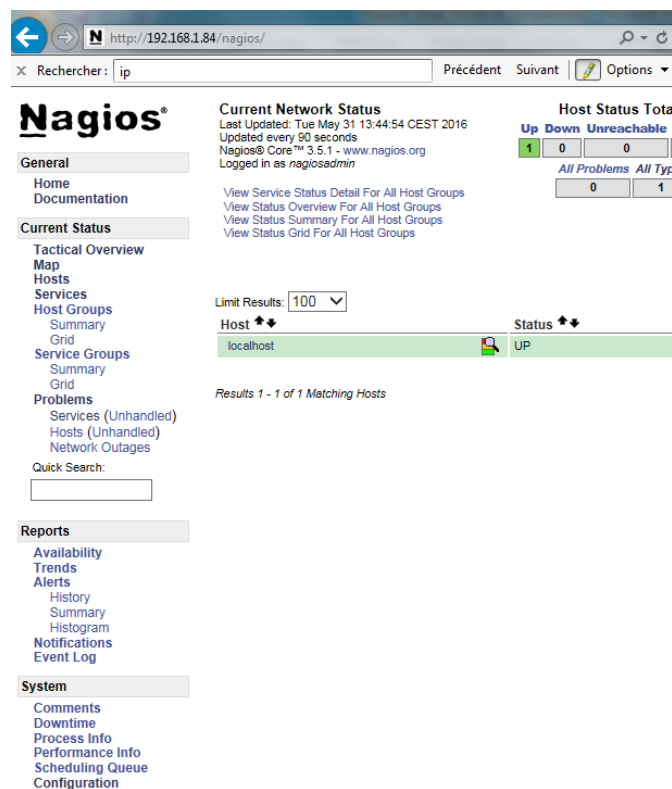 http://192.168.1.84/nagios/
x Rechercher: ip Précédent Suivant Options
Nagios®
General
Home
Documentation
Current Status
Tactical Overview
Map
Hosts
Services
Host Groups
Summary
Grid
Service Groups
Summary
Grid
Problems
Services (Unhandled)
Hosts (Unhandled)
Network Outages
Quick Search:
Reports
Availability
Trends
Alerts
History
Summary
Histogram
Notifications
Event Log
System
Comments
Downtime
Process Info
Performance Info
Scheduling Queue
Configuration
Current Network Status
Last Updated: Tue May 31 13:44:54 CEST 2016
Updated every 90 seconds
Nagios® Core™ 3.5.1 - www.nagios.org
Logged in as nagiosadmin
View Service Status Detail For All Host Groups
View Status Overview For All Host Groups
View Status Summary For All Host Groups
View Status Grid For All Host Groups
Host Status Tota
Up Down Unreachable
1 0 0
All Problems All Typ
0 1
Limit Results: 100
Host Status
localhost UP
Results 1 - 1 of 1 Matching Hosts